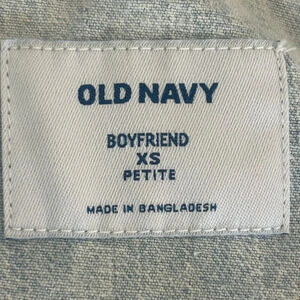 OLD NAVY
BOYFRIEND
XS
PETITE
MADE IN BANGLADESH